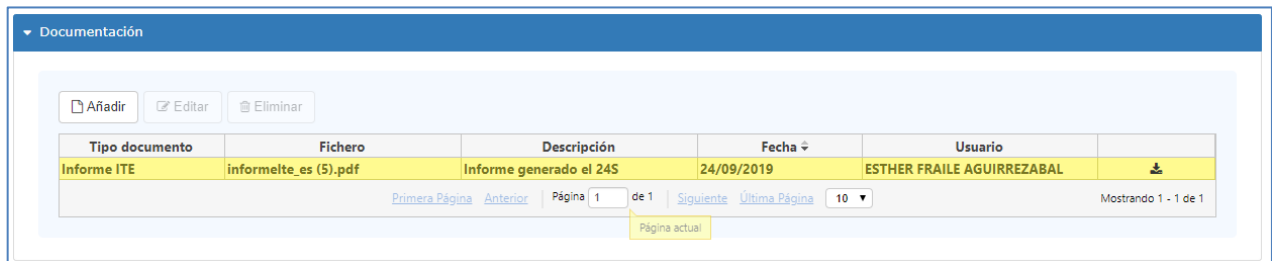 Documentación
Añadir Editar Eliminar
Tipo documento Fichero Descripción Fecha Usuario
Informe ITE informeIte_es (5).pdf Informe generado el 24S 24/09/2019 ESTHER FRAILE AGUIRREZABAL
Primera Página Anterior Página 1 de 1 Siguiente Última Página 10 Mostrando 1 - 1 de 1
Página actual